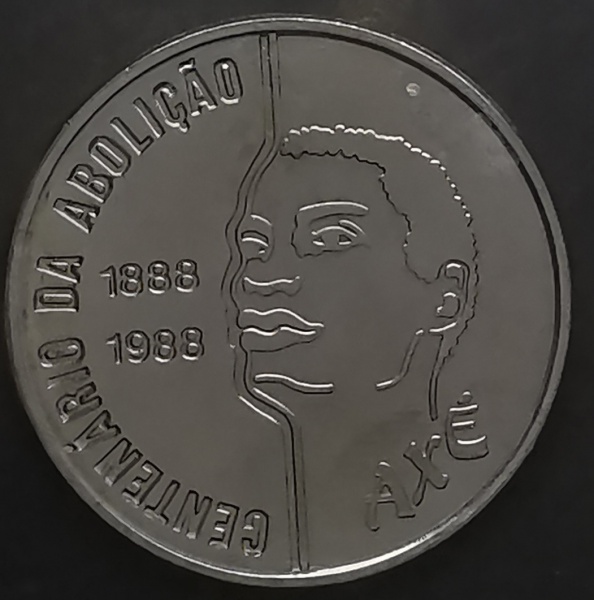 CENTENÁRIO DA ABOLIÇÃO
1888
1988
AXÉ